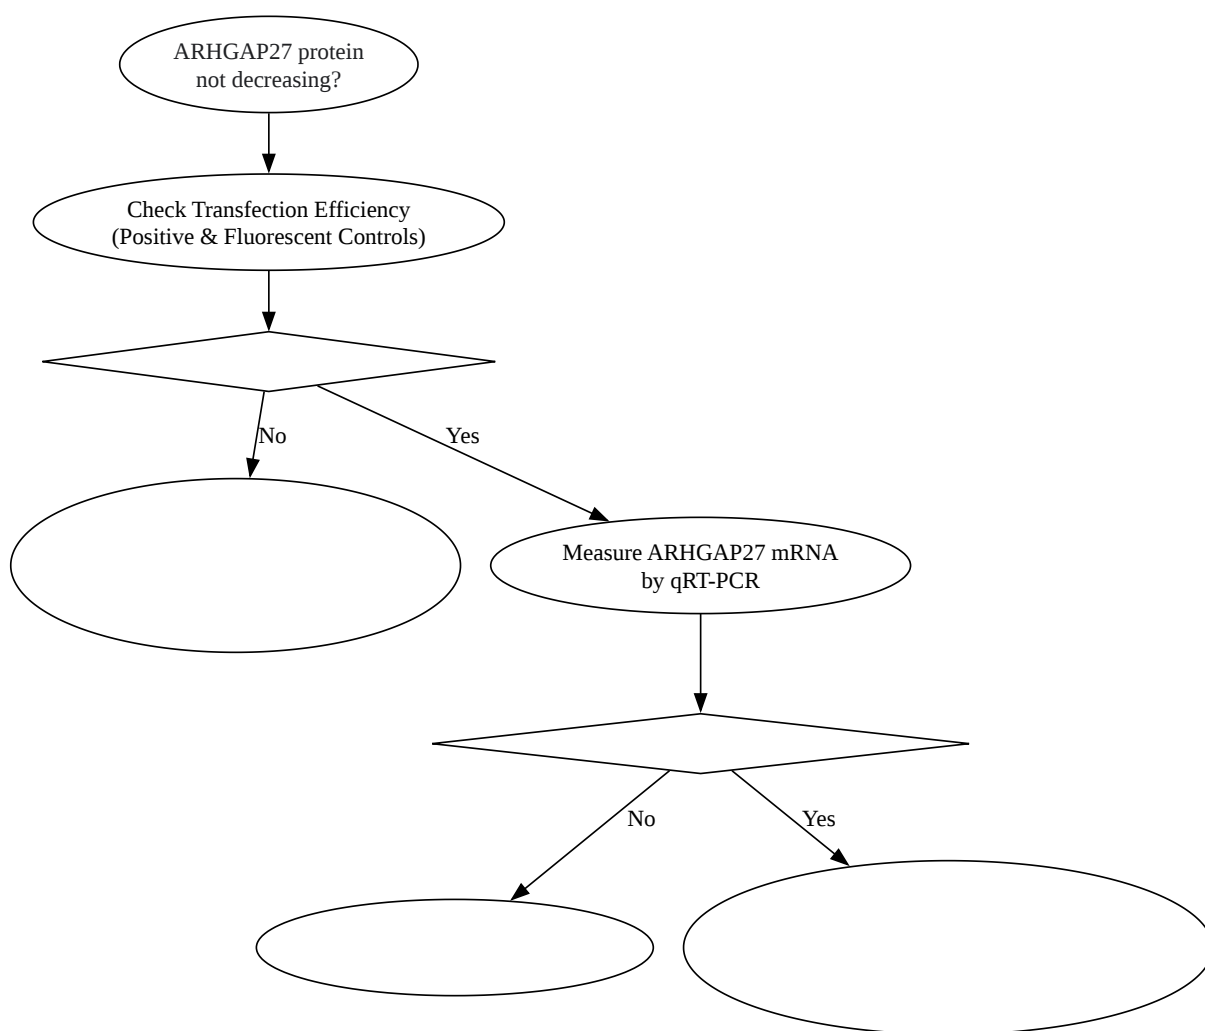 ARHGAP27 protein
not decreasing?
Check Transfection Efficiency
(Positive & Fluorescent Controls)
No
Yes
Measure ARHGAP27 mRNA
by qRT-PCR
No
Yes